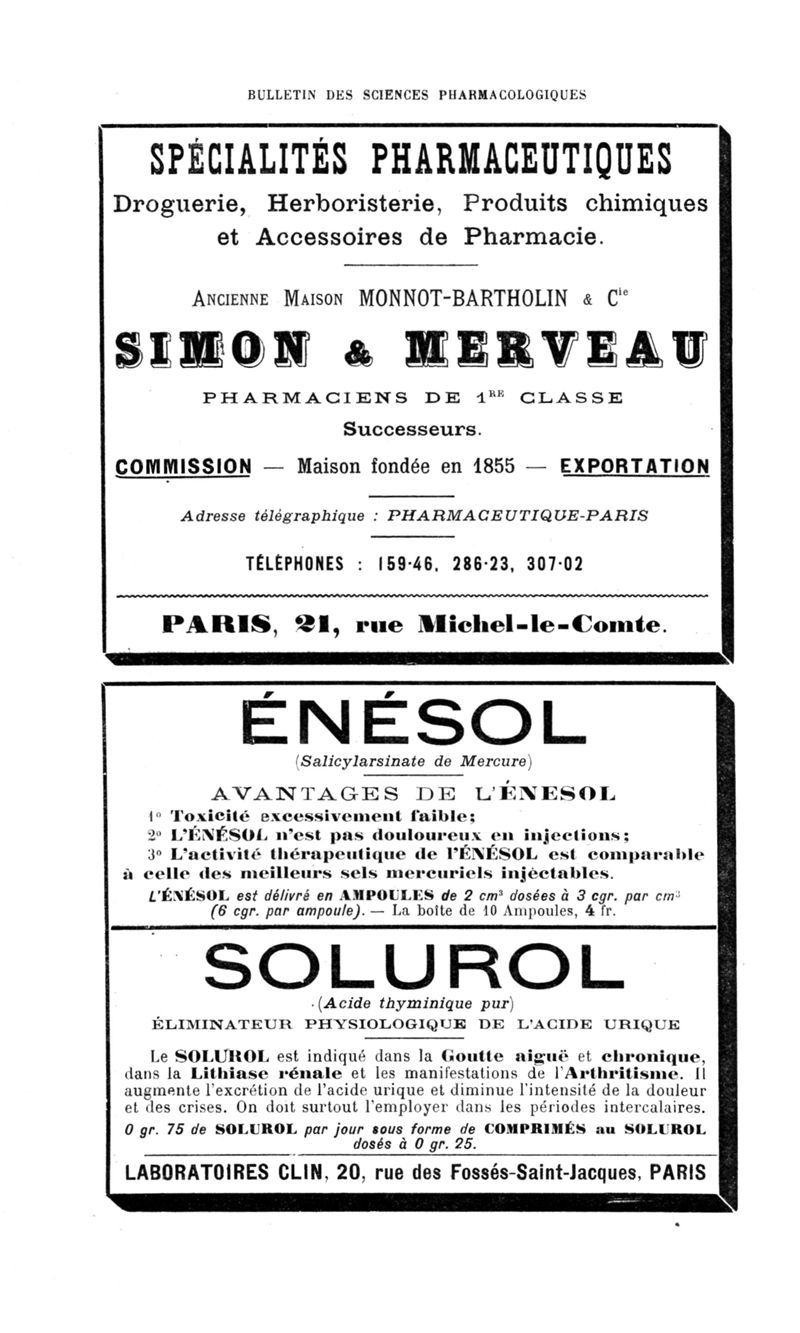 BULLETIN DES SCIENCES PHARMACOLOGIQUES
SPÉCIALITÉS PHARMACEUTIQUES
Droguerie, Herboristerie, Produits chimiques
et Accessoires de Pharmacie.
ANCIENNE MAISON MONNOT-BARTHOLIN & Cie
SIMON & MERVEAU
PHARMACIENS DE 1RE CLASSE
Successeurs.
COMMISSION — Maison fondée en 1855 — EXPORTATION
Adresse télégraphique : PHARMACEUTIQUE-PARIS
TÉLÉPHONES : 159-46, 286-23, 307-02
PARIS, 21, rue Michel-le-Comte.
ÉNÉSOL
(Salicylarsinate de Mercure)
AVANTAGES DE L'ÉNESOL
1º Toxicité excessivement faible;
2º L'ÉNÉSOL n'est pas douloureux en injections;
3º L'activité thérapeutique de l'ÉNÉSOL est comparable
à celle des meilleurs sels mercuriels injéctables.
L'ÉNÉSOL est délivré en AMPOULES de 2 cm³ dosées à 3 cgr. par cm³
(6 cgr. par ampoule). — La boîte de 10 Ampoules, 4 fr.
SOLUROL
(Acide thyminique pur)
ÉLIMINATEUR PHYSIOLOGIQUE DE L'ACIDE URIQUE
Le SOLUROL est indiqué dans la Goutte aiguë et chronique,
dans la Lithiase rénale et les manifestations de l'Arthritisme. Il
augmente l'excrétion de l'acide urique et diminue l'intensité de la douleur
et des crises. On doit surtout l'employer dans les périodes intercalaires.
0 gr. 75 de SOLUROL par jour sous forme de COMPRIMÉS au SOLUROL
dosés à 0 gr. 25.
LABORATOIRES CLIN, 20, rue des Fossés-Saint-Jacques, PARIS